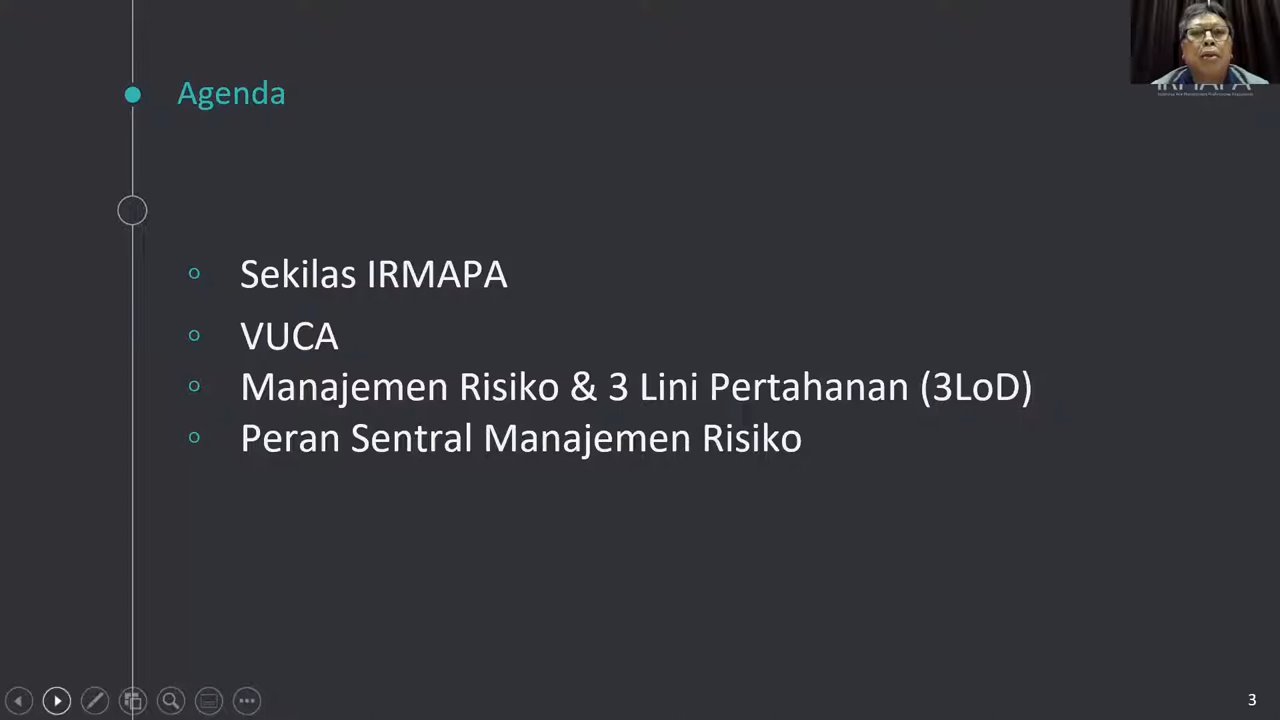 Agenda
Sekilas IRMAPA
VUCA
Manajemen Risiko & 3 Lini Pertahanan (3LoD)
Peran Sentral Manajemen Risiko
3